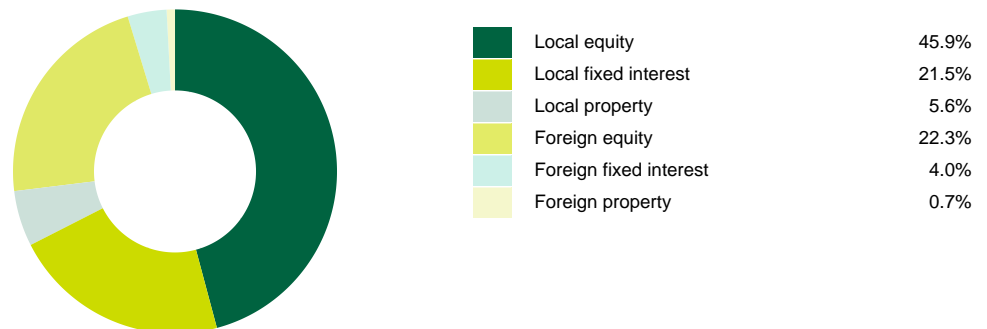 Local equity 45.9%
Local fixed interest 21.5%
Local property 5.6%
Foreign equity 22.3%
Foreign fixed interest 4.0%
Foreign property 0.7%